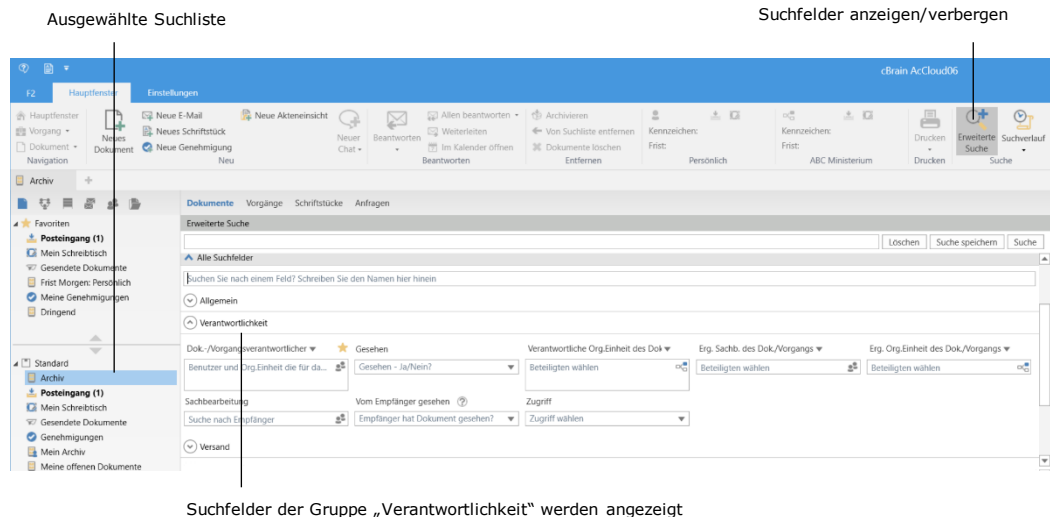 Ausgewählte Suchliste
Suchfelder anzeigen/verbergen
cBrain AcCloud06
F2 Hauptfenster Einstellungen
Hauptfenster
Vorgang
Dokument
Navigation
Neues Dokument
Neue E-Mail
Neues Schriftstück
Neue Genehmigung
Neue Akteneinsicht
Neuer Chat
Neu
Beantworten
Allen beantworten
Weiterleiten
Im Kalender öffnen
Beantworten
Archivieren
Von Suchliste entfernen
Dokumente löschen
Entfernen
Kennzeichen:
Frist:
Persönlich
Kennzeichen:
Frist:
ABC Ministerium
Drucken
Drucken
Erweiterte Suche
Suchverlauf
Suche
Archiv
Dokumente Vorgänge Schriftstücke Anfragen
Favoriten
Posteingang (1)
Mein Schreibtisch
Gesendete Dokumente
Frist Morgen: Persönlich
Meine Genehmigungen
Dringend
Standard
Archiv
Posteingang (1)
Mein Schreibtisch
Gesendete Dokumente
Genehmigungen
Mein Archiv
Meine offenen Dokumente
Erweiterte Suche
Löschen Suche speichern Suche
Alle Suchfelder
Suchen Sie nach einem Feld? Schreiben Sie den Namen hier hinein
Allgemein
Verantwortlichkeit
Dok.-/Vorgangsverantwortlicher Gesehen Verantwortliche Org.Einheit des Dok Erg. Sachb. des Dok./Vorgangs Erg. Org.Einheit des Dok./Vorgangs
Benutzer und Org.Einheit die für da... Gesehen - Ja/Nein? Beteiligten wählen Beteiligten wählen Beteiligten wählen
Sachbearbeitung Vom Empfänger gesehen Zugriff
Suche nach Empfänger Empfänger hat Dokument gesehen? Zugriff wählen
Versand
Suchfelder der Gruppe „Verantwortlichkeit“ werden angezeigt